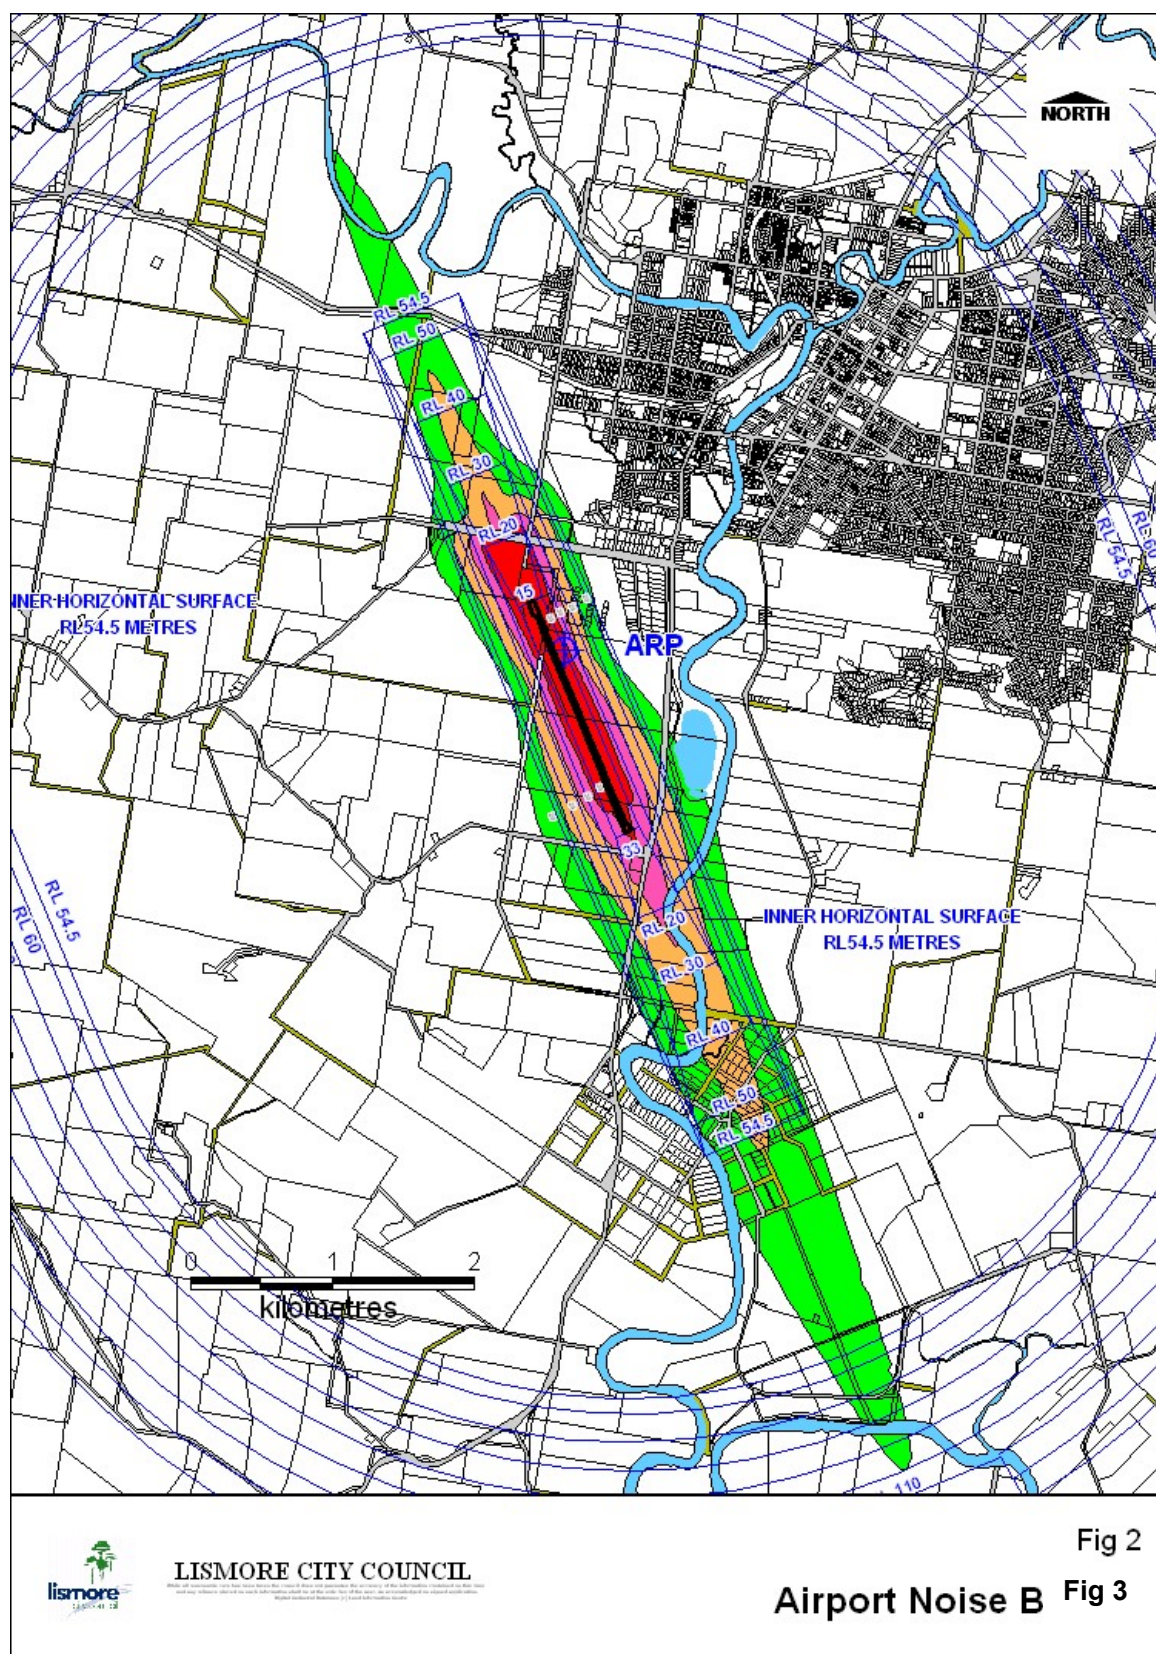 NORTH
RL 54.5
RL 50
RL 40
RL 30
RL 20
15
RL 60
RL 54.5
INNER HORIZONTAL SURFACE
RL54.5 METRES
ARP
33
RL 54.5
RL 60
RL 20
INNER HORIZONTAL SURFACE
RL54.5 METRES
RL 30
RL 40
RL 50
RL 54.5
0 1 2
kilometres
110
Fig 2
lismore
LISMORE CITY COUNCIL
Airport Noise B
Fig 3